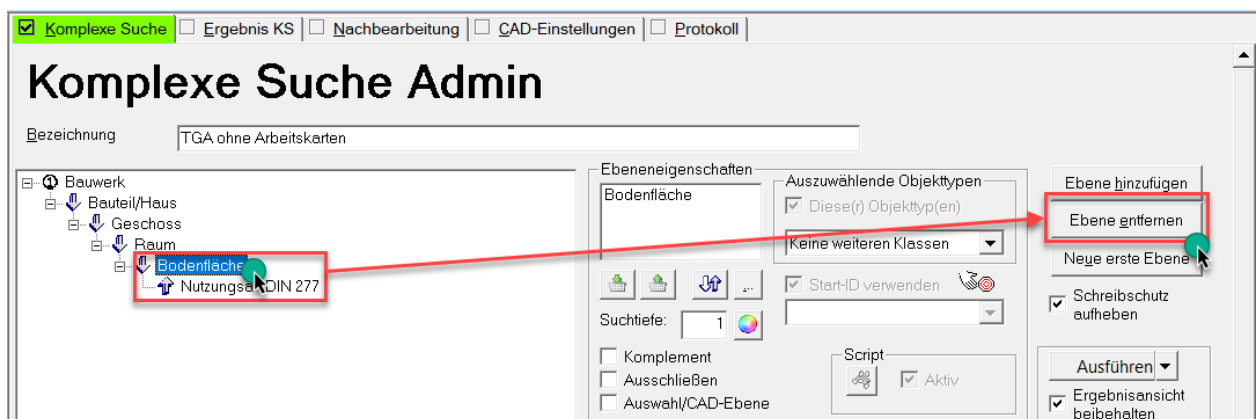 Komplexe Suche Ergebnis KS Nachbearbeitung CAD-Einstellungen Protokoll
Komplexe Suche Admin
Bezeichnung TGA ohne Arbeitskarten
Bauwerk
Bauteil/Haus
Geschoss
Raum
Bodenfläche
DIN 277
Ebeneneigenschaften
Bodenfläche
Auszuwählende Objekttypen
Diese(r) Objekttyp(en)
Keine weiteren Klassen
Start-ID verwenden
Suchtiefe: 1
Komplement
Ausschließen
Auswahl/CAD-Ebene
Script
Aktiv
Ebene hinzufügen
Ebene entfernen
Neue erste Ebene
Schreibschutz
aufheben
Ausführen
Ergebnisansicht
beibehalten